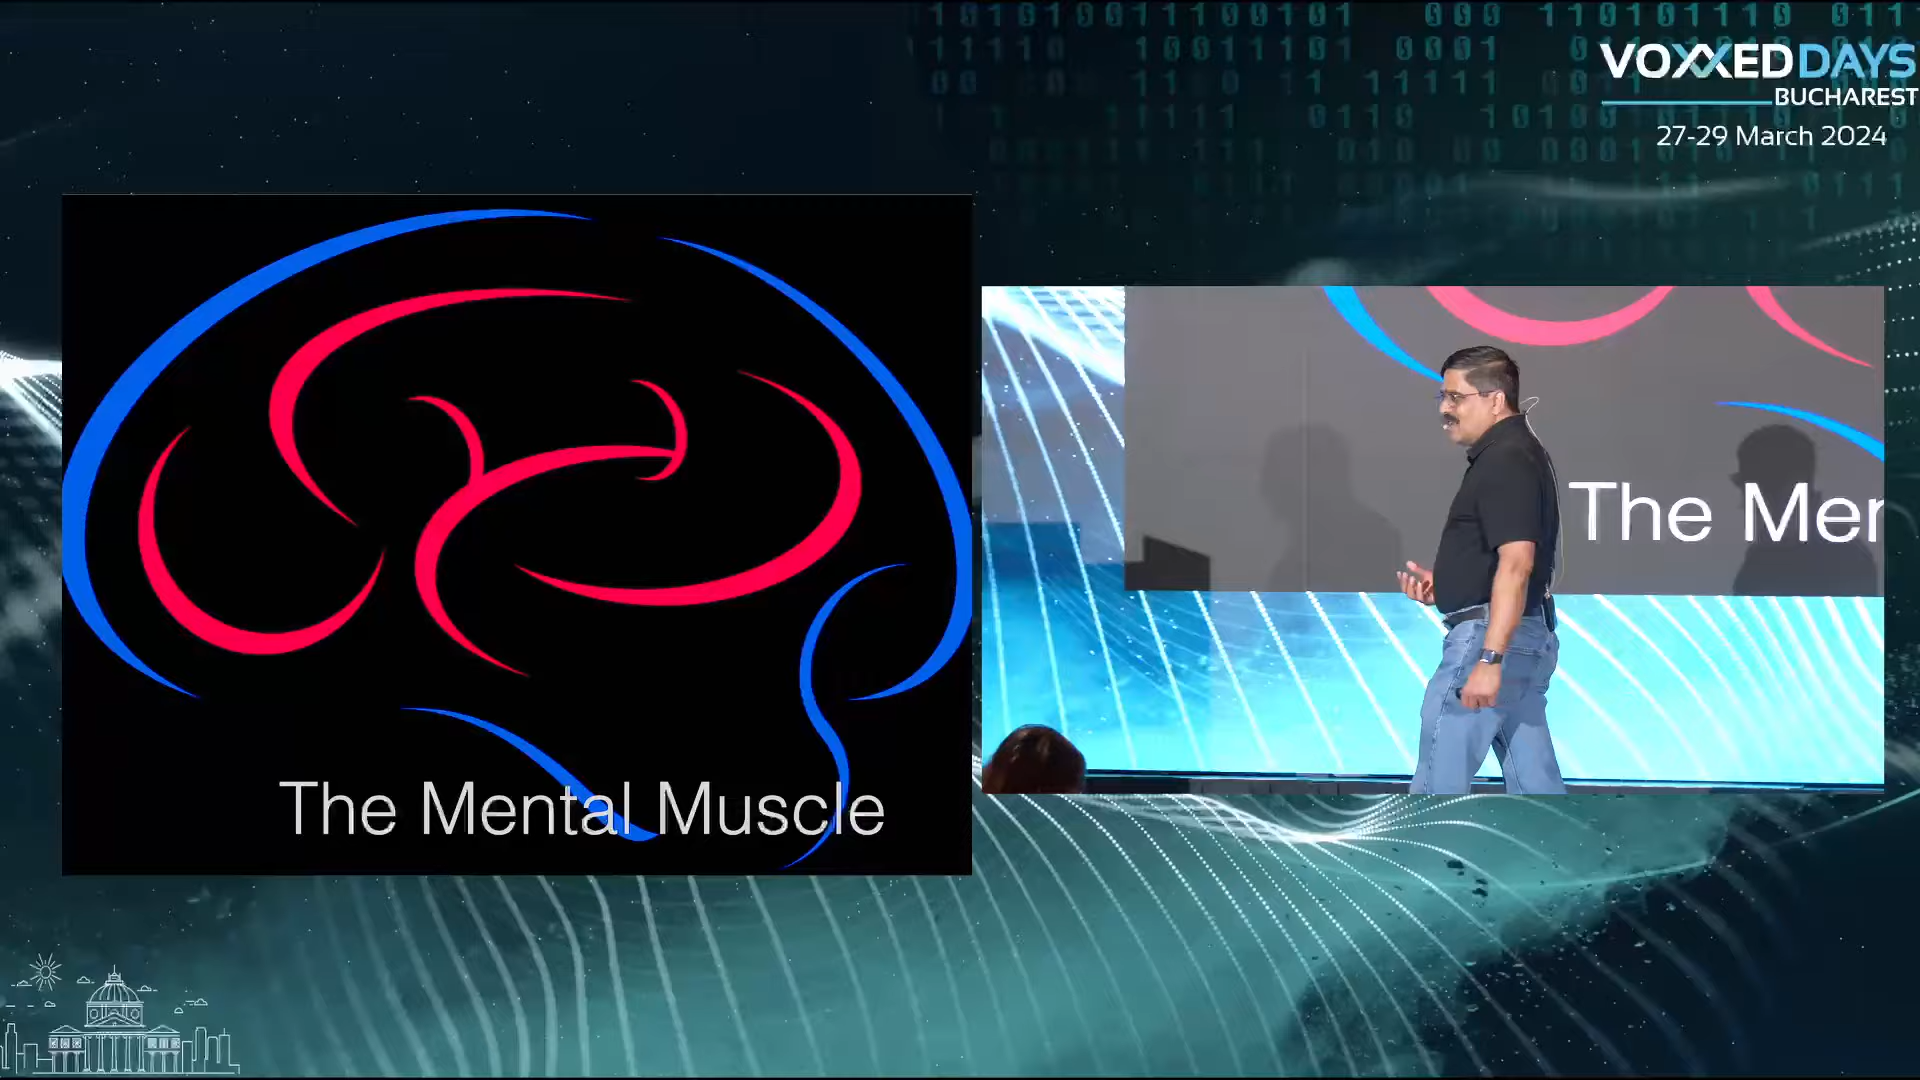 VOXXEDDAYS
BUCHAREST
27-29 March 2024
The Mental Muscle
The Mer